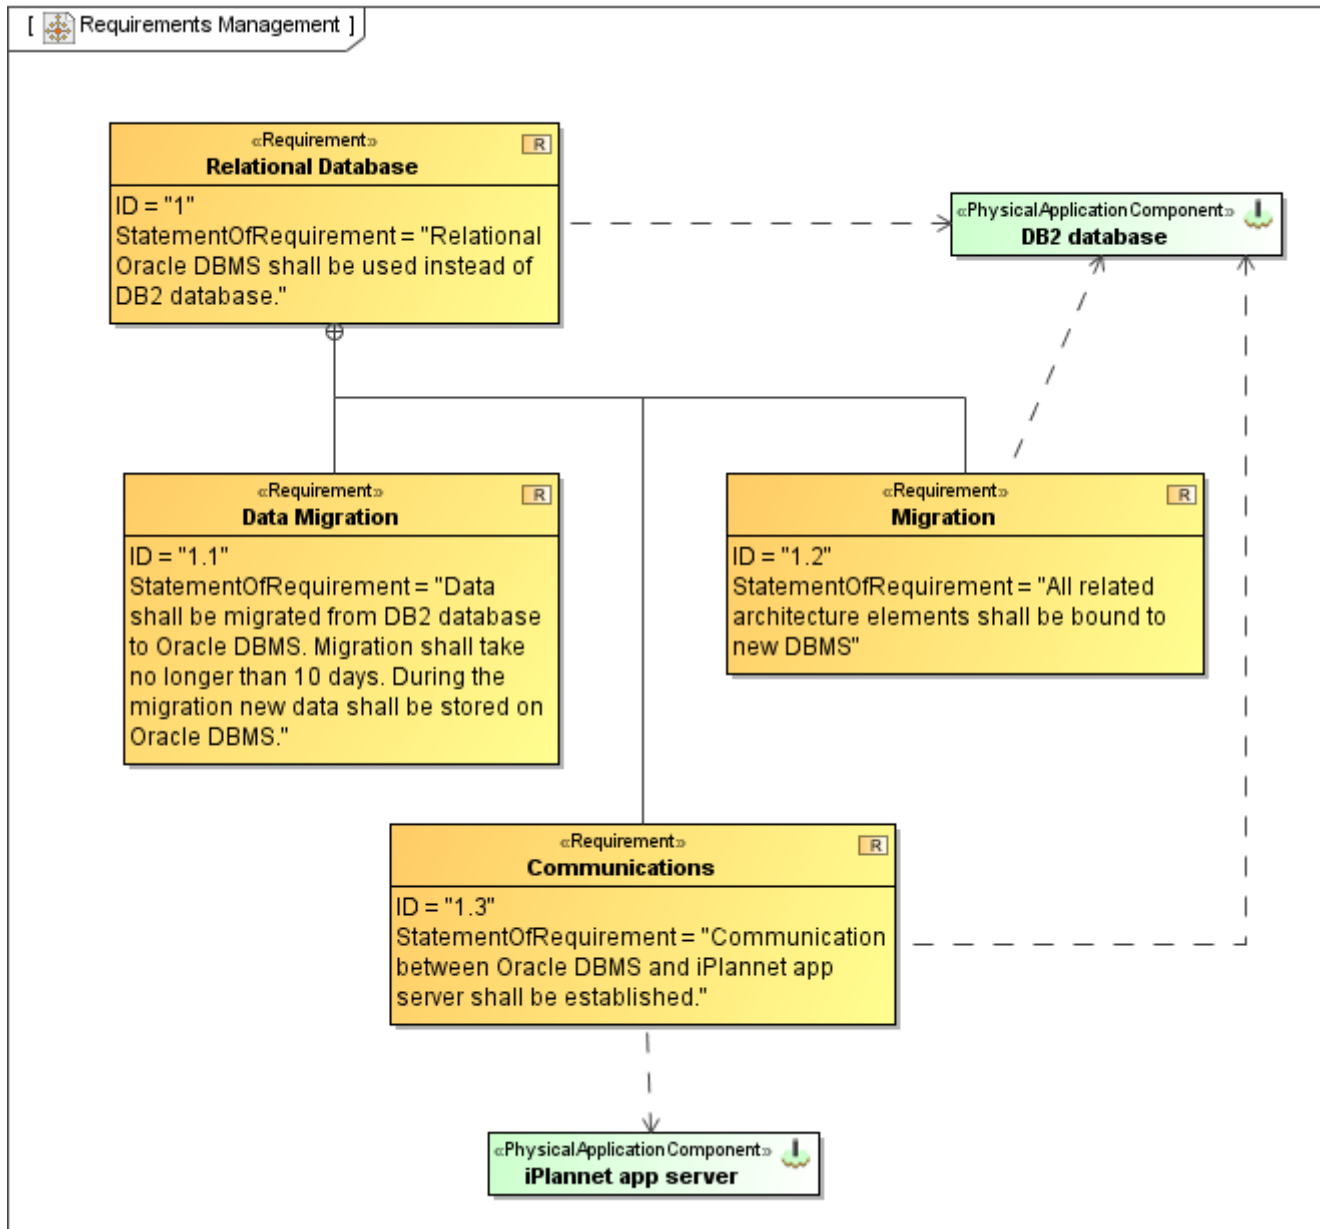 [ Requirements Management ]
«Requirement»
R
Relational Database
ID = "1"
StatementOfRequirement = "Relational
Oracle DBMS shall be used instead of
DB2 database."
«PhysicalApplicationComponent»
DB2 database
«Requirement»
R
Data Migration
ID = "1.1"
StatementOfRequirement = "Data
shall be migrated from DB2 database
to Oracle DBMS. Migration shall take
no longer than 10 days. During the
migration new data shall be stored on
Oracle DBMS."
«Requirement»
R
Migration
ID = "1.2"
StatementOfRequirement = "All related
architecture elements shall be bound to
new DBMS"
«Requirement»
R
Communications
ID = "1.3"
StatementOfRequirement = "Communication
between Oracle DBMS and iPlannet app
server shall be established."
«PhysicalApplicationComponent»
iPlannet app server